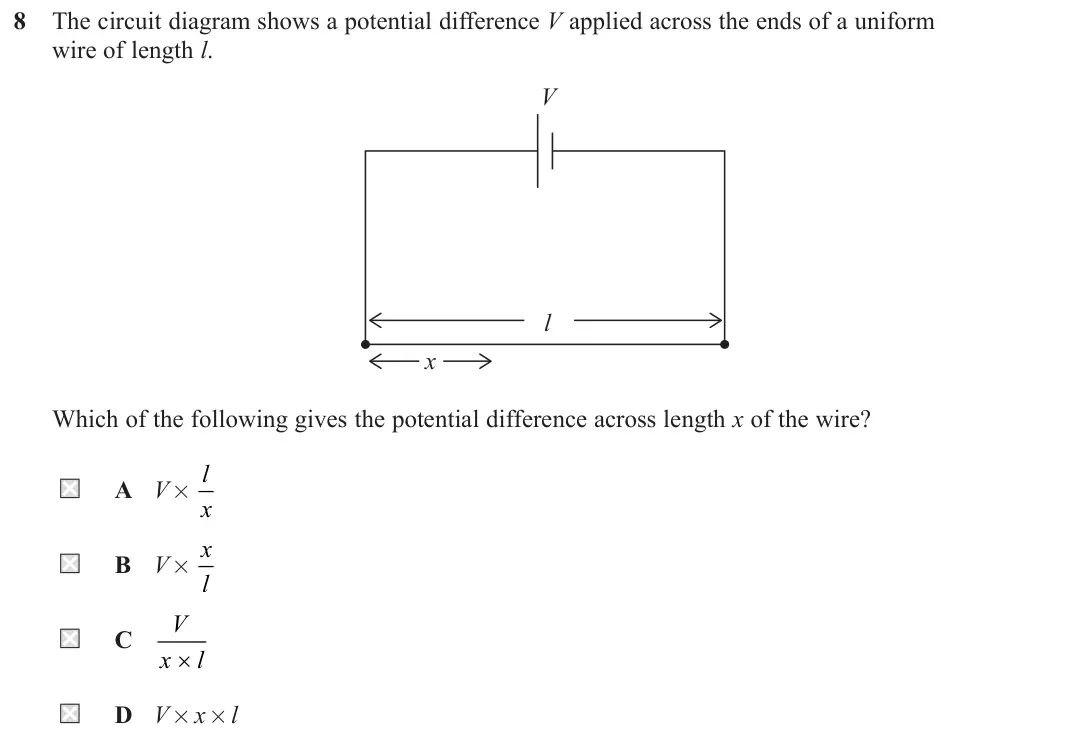 8 The circuit diagram shows a potential difference V applied across the ends of a uniform
wire of length l.
V
l
x
Which of the following gives the potential difference across length x of the wire?
A V × l/x
B V × x/l
C V/(x × l)
D V × x × l